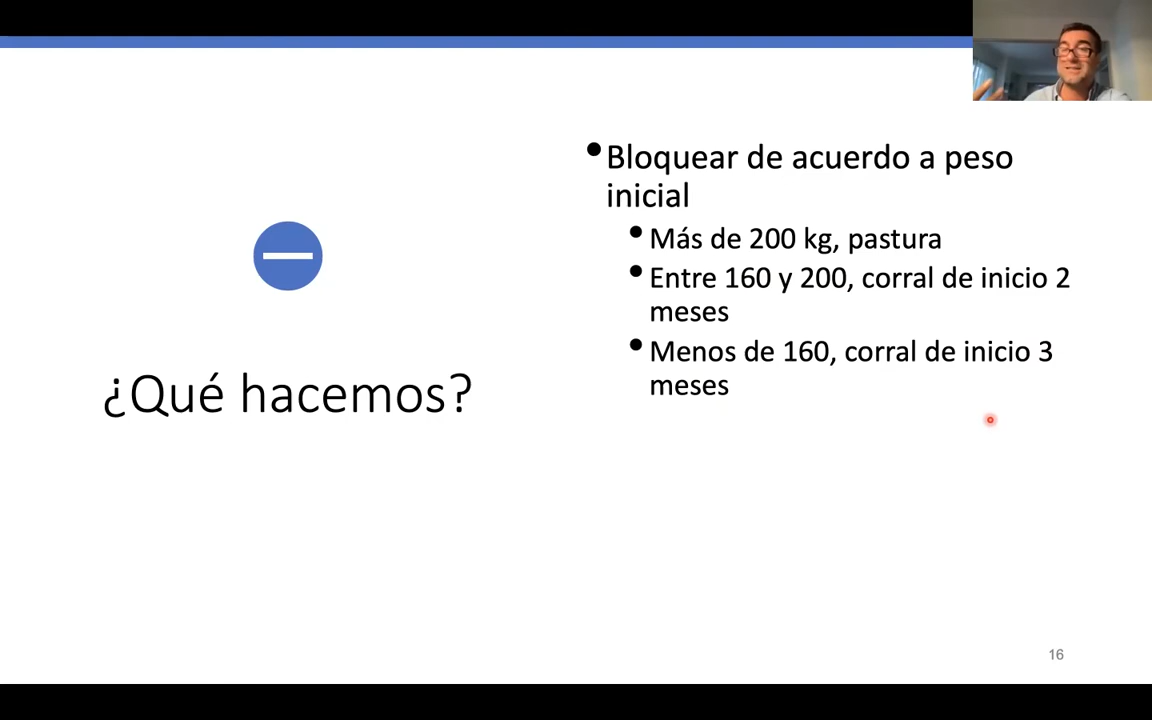 ¿Qué hacemos?
•Bloquear de acuerdo a peso
inicial
•Más de 200 kg, pastura
•Entre 160 y 200, corral de inicio 2
meses
•Menos de 160, corral de inicio 3
meses
16